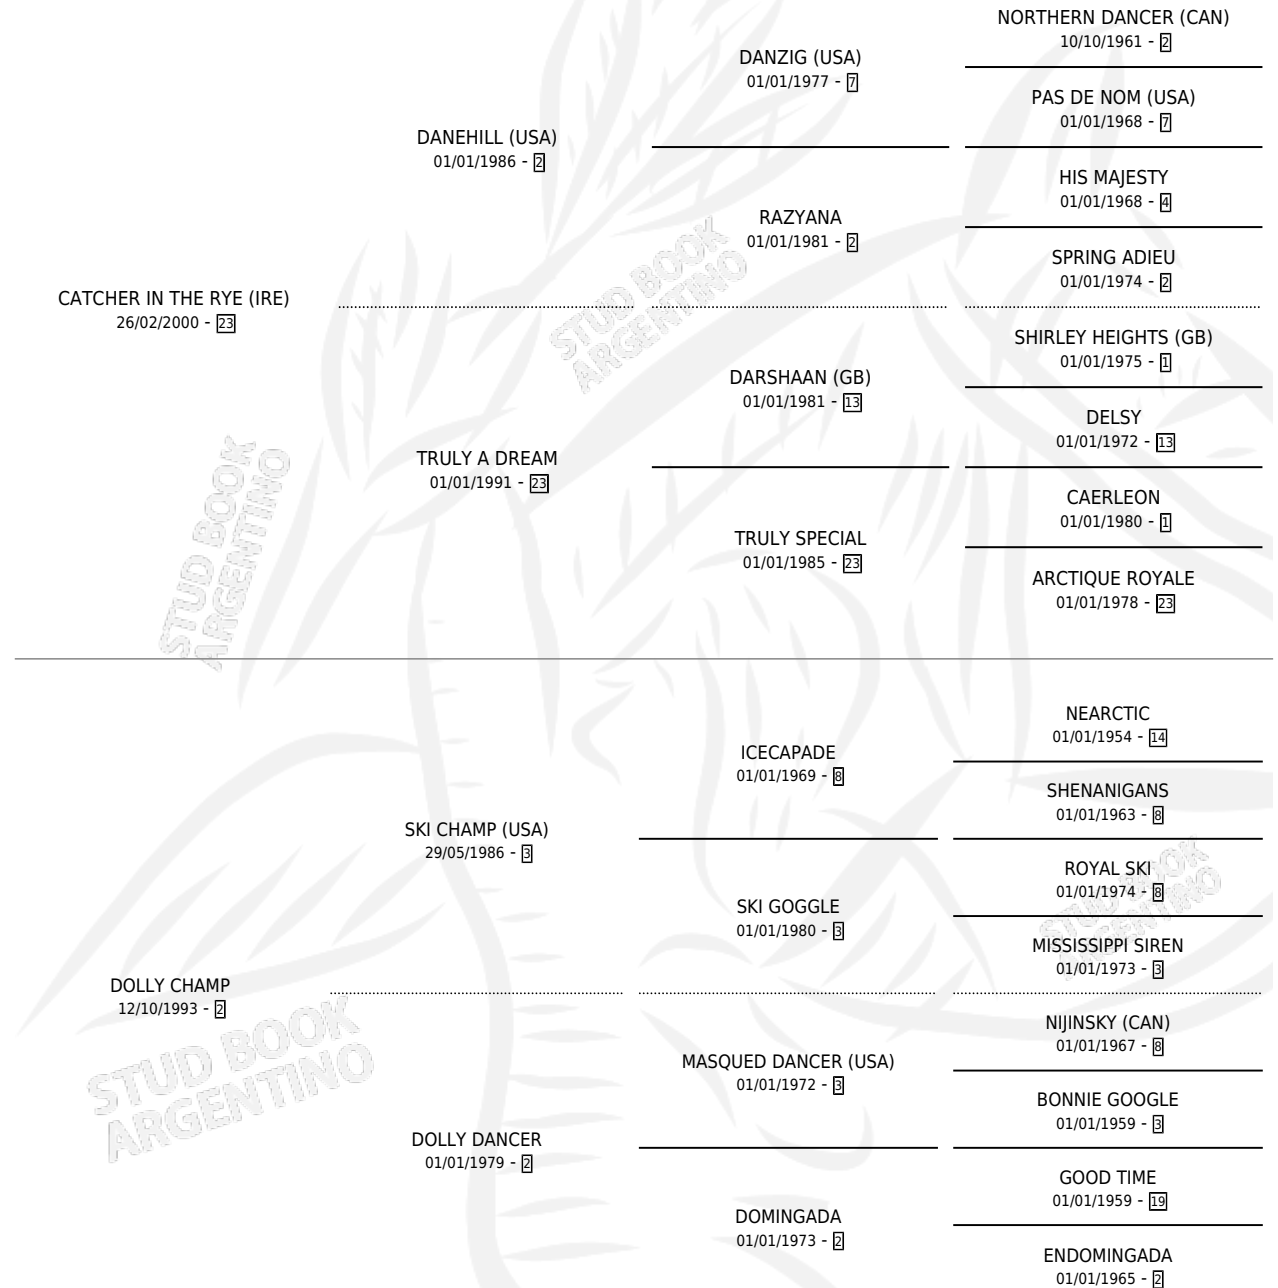 NORTHERN DANCER (CAN)
10/10/1961 - 2
DANZIG (USA)
01/01/1977 - 7
PAS DE NOM (USA)
01/01/1968 - 7
DANEHILL (USA)
01/01/1986 - 2
HIS MAJESTY
01/01/1968 - 4
RAZYANA
01/01/1981 - 2
SPRING ADIEU
01/01/1974 - 2
CATCHER IN THE RYE (IRE)
26/02/2000 - 23
STUD BOOK
ARGENTINO
SHIRLEY HEIGHTS (GB)
01/01/1975 - 1
DARSHAAN (GB)
01/01/1981 - 13
DELSY
01/01/1972 - 13
TRULY A DREAM
01/01/1991 - 23
CAERLEON
01/01/1980 - 1
TRULY SPECIAL
01/01/1985 - 23
ARCTIQUE ROYALE
01/01/1978 - 23
STUD BOOK
ARGENTINO
NEARCTIC
01/01/1954 - 14
ICECAPADE
01/01/1969 - 8
SHENANIGANS
01/01/1963 - 8
SKI CHAMP (USA)
29/05/1986 - 3
ROYAL SKI
01/01/1974 - 8
SKI GOGGLE
01/01/1980 - 3
STUD BOOK
ARGENTINO
MISSISSIPPI SIREN
01/01/1973 - 3
DOLLY CHAMP
12/10/1993 - 2
STUD BOOK
ARGENTINO
NIJINSKY (CAN)
01/01/1967 - 8
MASQUED DANCER (USA)
01/01/1972 - 3
BONNIE GOOGLE
01/01/1959 - 3
DOLLY DANCER
01/01/1979 - 2
GOOD TIME
01/01/1959 - 19
DOMINGADA
01/01/1973 - 2
ENDOMINGADA
01/01/1965 - 2